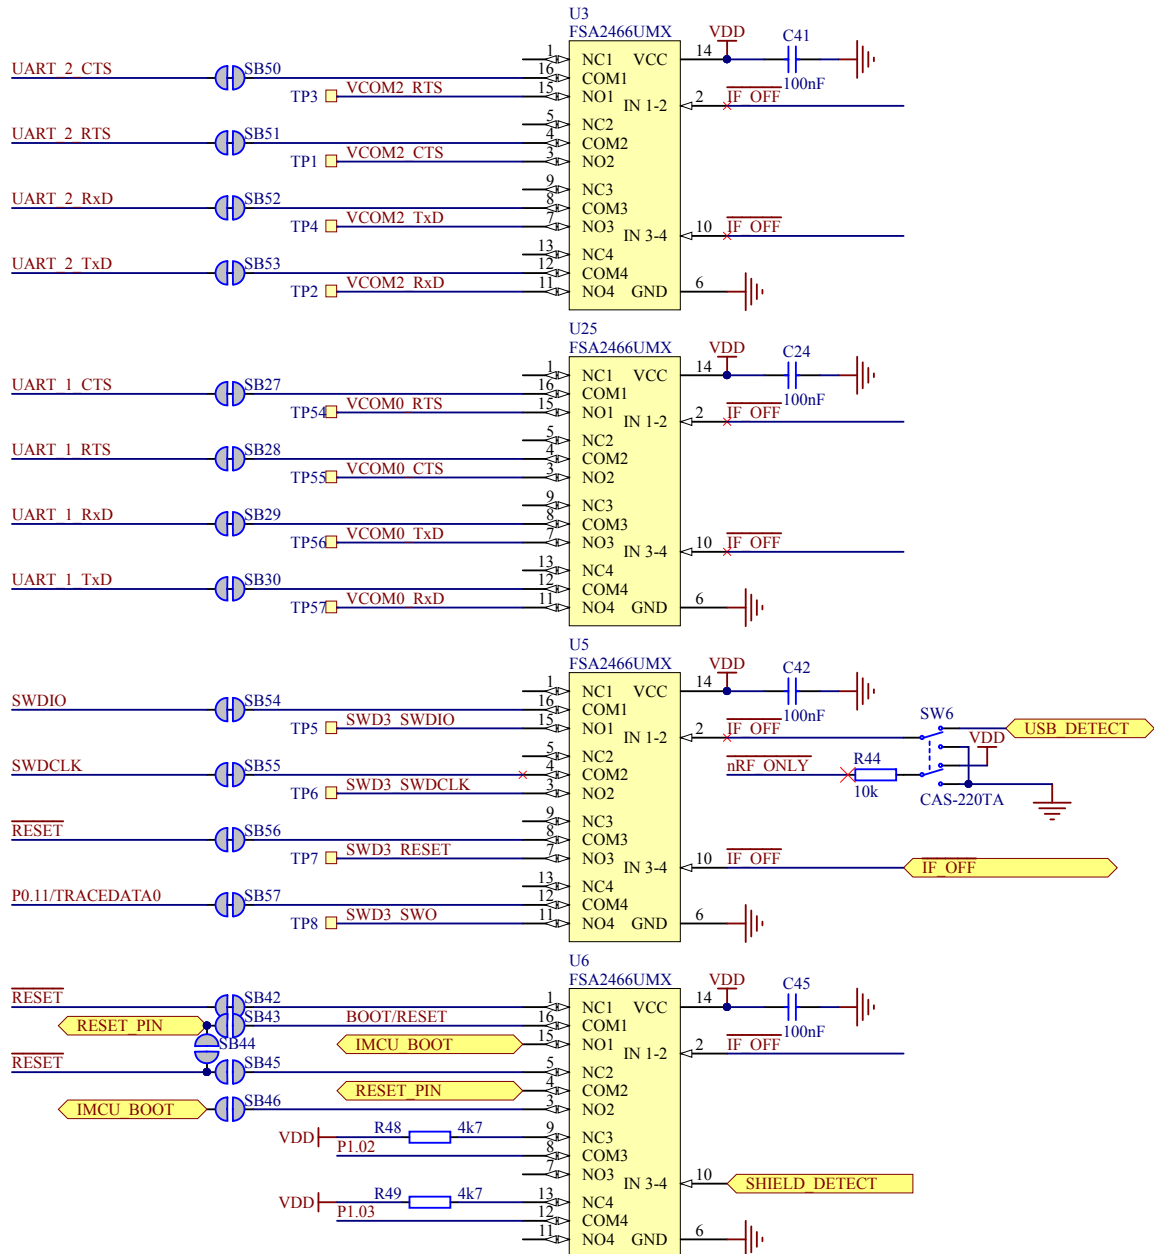 U3
FSA2466UMX
UART_2_CTS
SB50
TP3
VCOM2_RTS
UART_2_RTS
SB51
TP1
VCOM2_CTS
UART_2_RxD
SB52
TP4
VCOM2_TxD
UART_2_TxD
SB53
TP2
VCOM2_RxD
1 NC1 VCC 14
16 COM1
15 NO1
IN 1-2 2
5 NC2
4 COM2
3 NO2
9 NC3
8 COM3
7 NO3
IN 3-4 10
13 NC4
12 COM4
11 NO4 GND 6
VDD
C41
100nF
IF_OFF
IF_OFF
U25
FSA2466UMX
UART_1_CTS
SB27
TP54
VCOM0_RTS
UART_1_RTS
SB28
TP55
VCOM0_CTS
UART_1_RxD
SB29
TP56
VCOM0_TxD
UART_1_TxD
SB30
TP57
VCOM0_RxD
1 NC1 VCC 14
16 COM1
15 NO1
IN 1-2 2
5 NC2
4 COM2
3 NO2
9 NC3
8 COM3
7 NO3
IN 3-4 10
13 NC4
12 COM4
11 NO4 GND 6
VDD
C24
100nF
IF_OFF
IF_OFF
U5
FSA2466UMX
SWDIO
SB54
TP5
SWD3_SWDIO
SWDCLK
SB55
TP6
SWD3_SWDCLK
RESET
SB56
TP7
SWD3_RESET
P0.11/TRACEDATA0
SB57
TP8
SWD3_SWO
1 NC1 VCC 14
16 COM1
15 NO1
IN 1-2 2
5 NC2
4 COM2
3 NO2
9 NC3
8 COM3
7 NO3
IN 3-4 10
13 NC4
12 COM4
11 NO4 GND 6
VDD
C42
100nF
IF_OFF
SW6
USB_DETECT
VDD
nRF_ONLY
R44
10k
CAS-220TA
IF_OFF
IF_OFF
U6
FSA2466UMX
RESET
SB42
RESET_PIN
SB43
BOOT/RESET
IMCU_BOOT
SB44
RESET
SB45
RESET_PIN
IMCU_BOOT
SB46
VDD
R48
4k7
P1.02
VDD
R49
4k7
P1.03
1 NC1 VCC 14
16 COM1
15 NO1
IN 1-2 2
5 NC2
4 COM2
3 NO2
9 NC3
8 COM3
7 NO3
IN 3-4 10
13 NC4
12 COM4
11 NO4 GND 6
VDD
C45
100nF
IF_OFF
SHIELD_DETECT